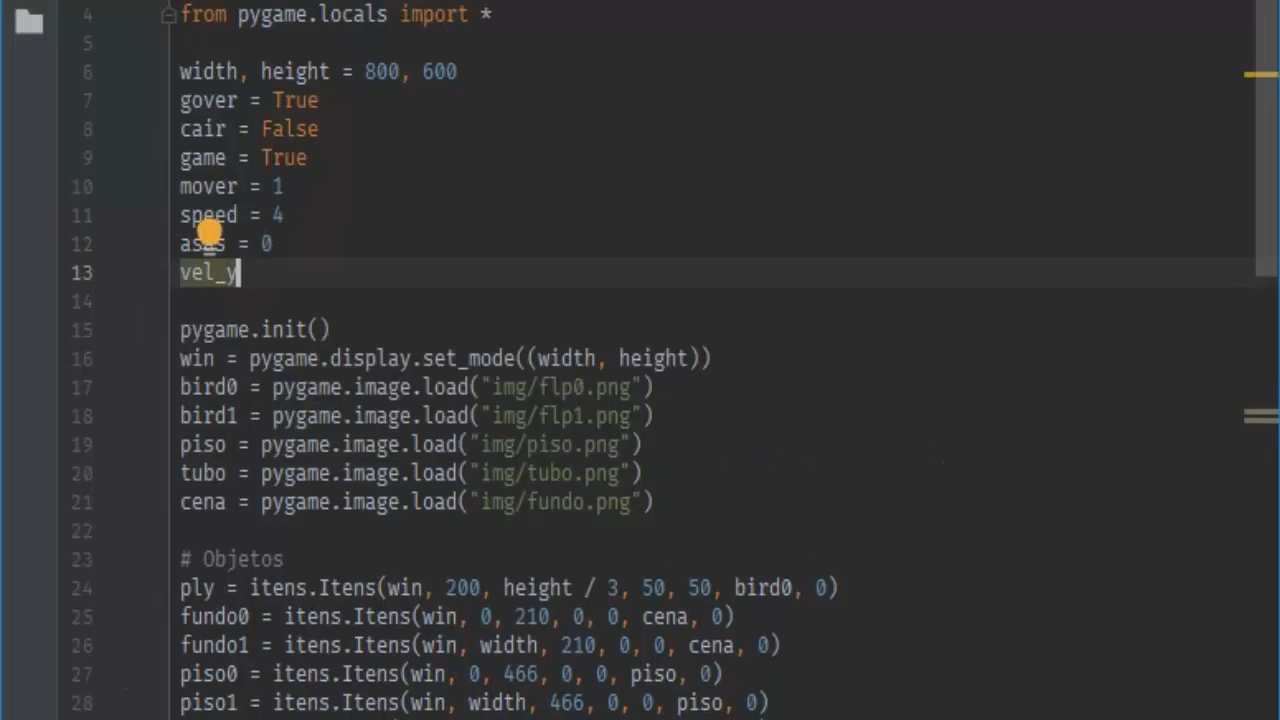 4 from pygame.locals import *
5
6 width, height = 800, 600
7 gover = True
8 cair = False
9 game = True
10 mover = 1
11 speed = 4
12 asas = 0
13 vel_y
14
15 pygame.init()
16 win = pygame.display.set_mode((width, height))
17 bird0 = pygame.image.load("img/flp0.png")
18 bird1 = pygame.image.load("img/flp1.png")
19 piso = pygame.image.load("img/piso.png")
20 tubo = pygame.image.load("img/tubo.png")
21 cena = pygame.image.load("img/fundo.png")
22
23 # Objetos
24 ply = itens.Itens(win, 200, height / 3, 50, 50, bird0, 0)
25 fundo0 = itens.Itens(win, 0, 210, 0, 0, cena, 0)
26 fundo1 = itens.Itens(win, width, 210, 0, 0, cena, 0)
27 piso0 = itens.Itens(win, 0, 466, 0, 0, piso, 0)
28 piso1 = itens.Itens(win, width, 466, 0, 0, piso, 0)